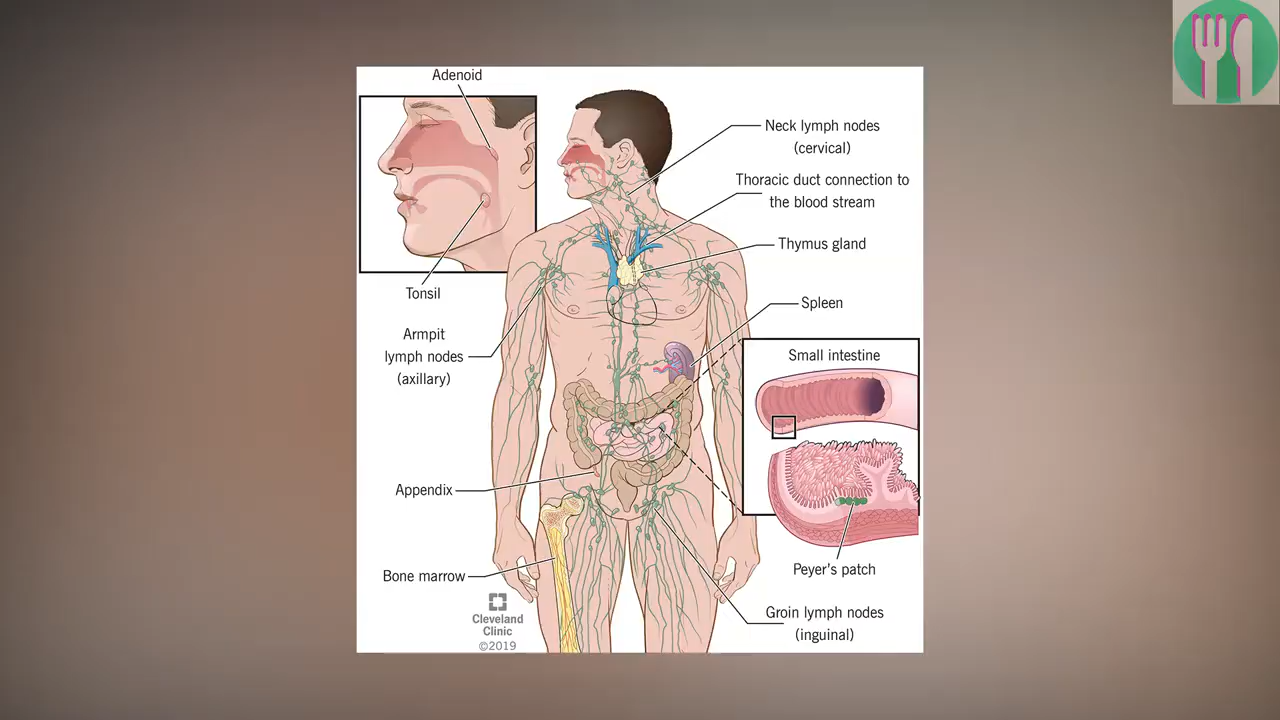 Adenoid
Tonsil
Armpit
lymph nodes
(axillary)
Appendix
Bone marrow
Cleveland
Clinic
©2019
Neck lymph nodes
(cervical)
Thoracic duct connection to
the blood stream
Thymus gland
Spleen
Small intestine
Peyer's patch
Groin lymph nodes
(inguinal)